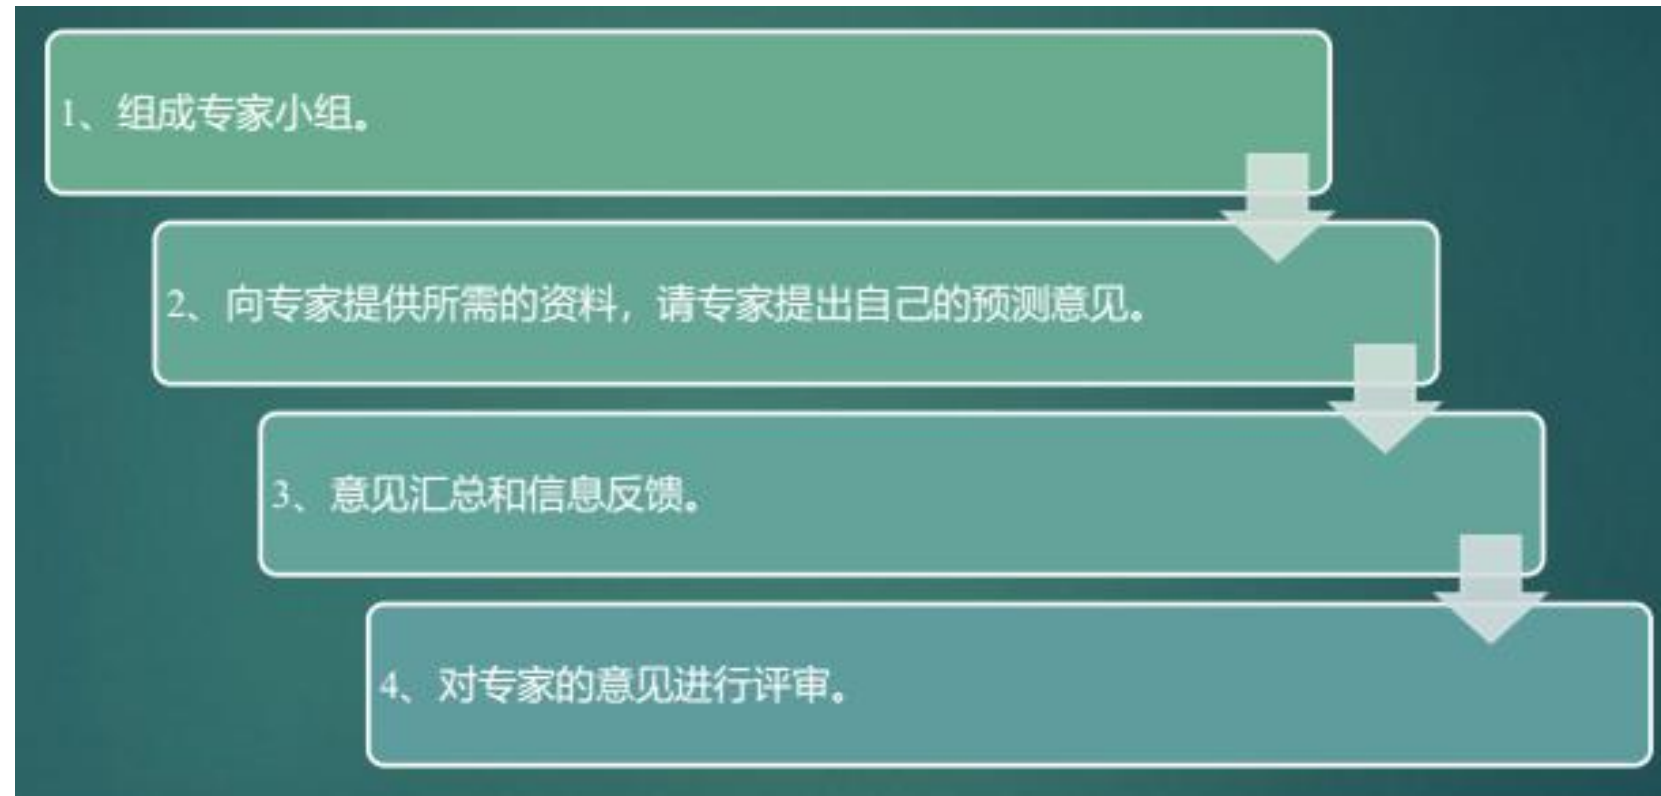 1、组成专家小组。
2、向专家提供所需的资料，请专家提出自己的预测意见。
3、意见汇总和信息反馈。
4、对专家的意见进行评审。